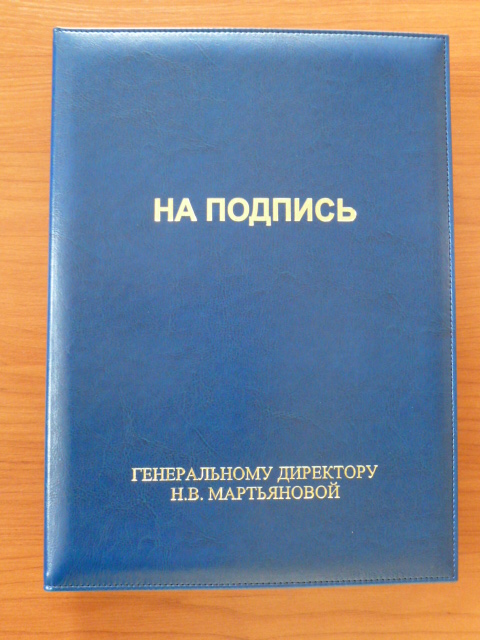 НА ПОДПИСЬ
ГЕНЕРАЛЬНОМУ ДИРЕКТОРУ
Н.В. МАРТЬЯНОВОЙ